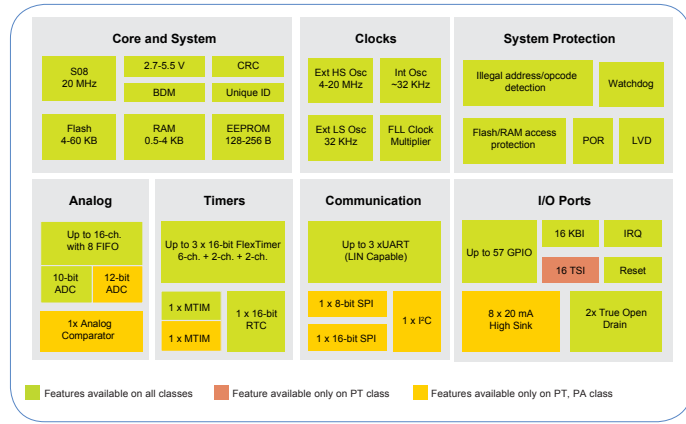 Core and System
S08
20 MHz
2.7-5.5 V
CRC
BDM
Unique ID
Flash
4-60 KB
RAM
0.5-4 KB
EEPROM
128-256 B
Clocks
Ext HS Osc
4-20 MHz
Int Osc
~32 KHz
Ext LS Osc
32 KHz
FLL Clock
Multiplier
System Protection
Illegal address/opcode
detection
Watchdog
Flash/RAM access
protection
POR
LVD
Analog
Up to 16-ch.
with 8 FIFO
10-bit
ADC
12-bit
ADC
1x Analog
Comparator
Timers
Up to 3 x 16-bit FlexTimer
6-ch. + 2-ch. + 2-ch.
1 x MTIM
1 x MTIM
1 x 16-bit
RTC
Communication
Up to 3 xUART
(LIN Capable)
1 x 8-bit SPI
1 x 16-bit SPI
1 x I²C
I/O Ports
Up to 57 GPIO
16 KBI
IRQ
16 TSI
Reset
8 x 20 mA
High Sink
2x True Open
Drain
Features available on all classes
Feature available only on PT class
Features available only on PT, PA class